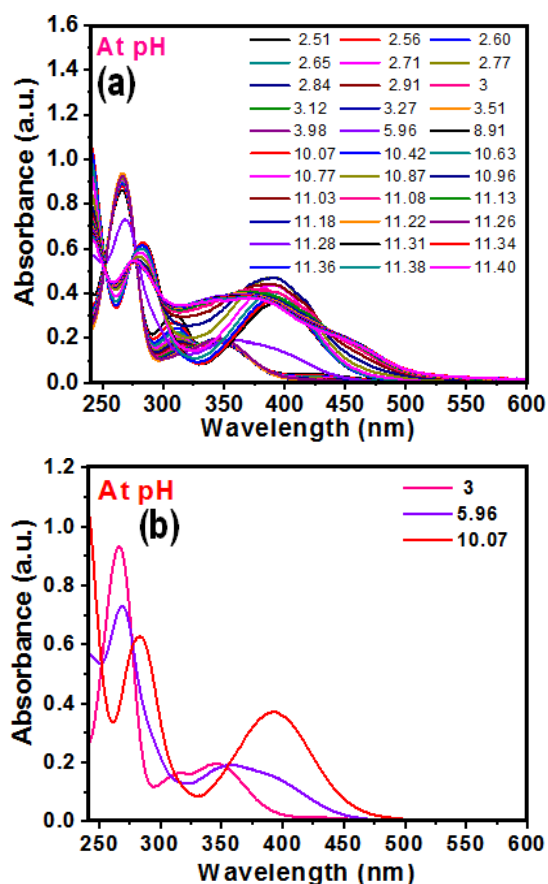 At pH
(a)
2.51 2.56 2.60
2.65 2.71 2.77
2.84 2.91 3
3.12 3.27 3.51
3.98 5.96 8.91
10.07 10.42 10.63
10.77 10.87 10.96
11.03 11.08 11.13
11.18 11.22 11.26
11.28 11.31 11.34
11.36 11.38 11.40
Absorbance (a.u.)
1.6
1.4
1.2
1.0
0.8
0.6
0.4
0.2
0.0
250 300 350 400 450 500 550 600
Wavelength (nm)
At pH
(b)
3
5.96
10.07
Absorbance (a.u.)
1.2
1.0
0.8
0.6
0.4
0.2
0.0
250 300 350 400 450 500 550 600
Wavelength (nm)